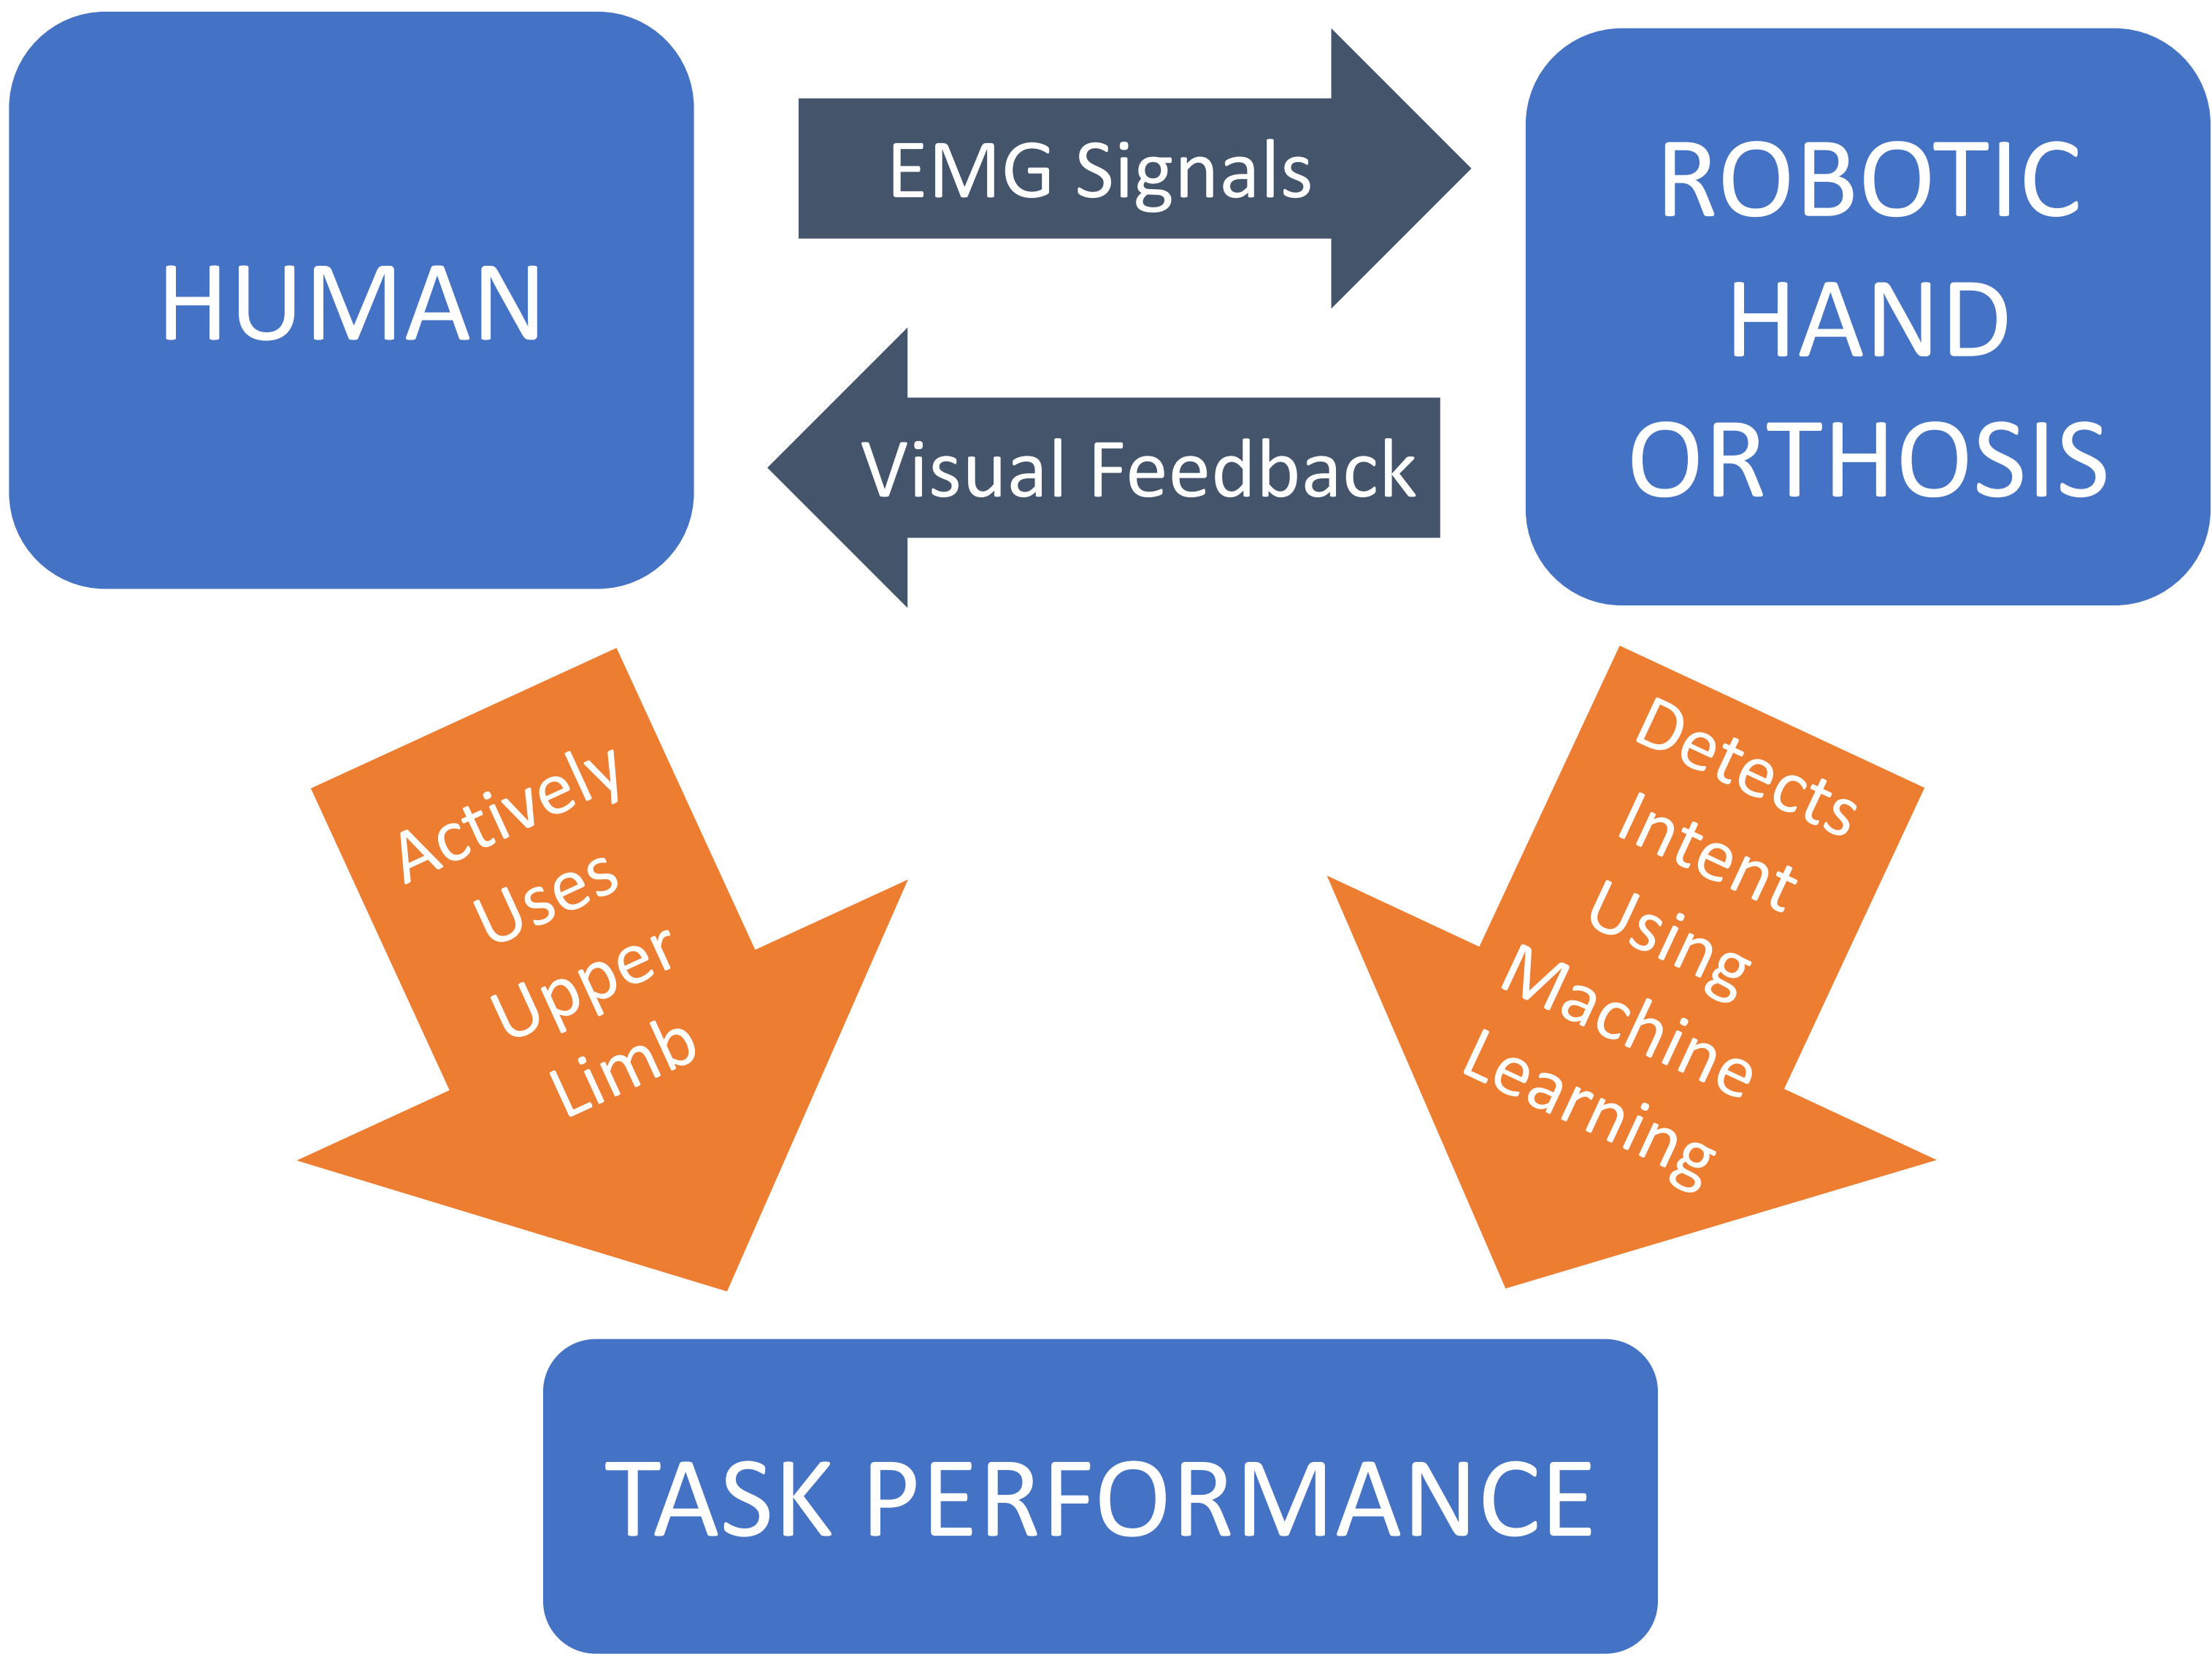 HUMAN
EMG Signals
Visual Feedback
ROBOTIC
HAND
ORTHOSIS
Actively
Uses
Upper
Limb
Detects
Intent
Using
Machine
Learning
TASK PERFORMANCE